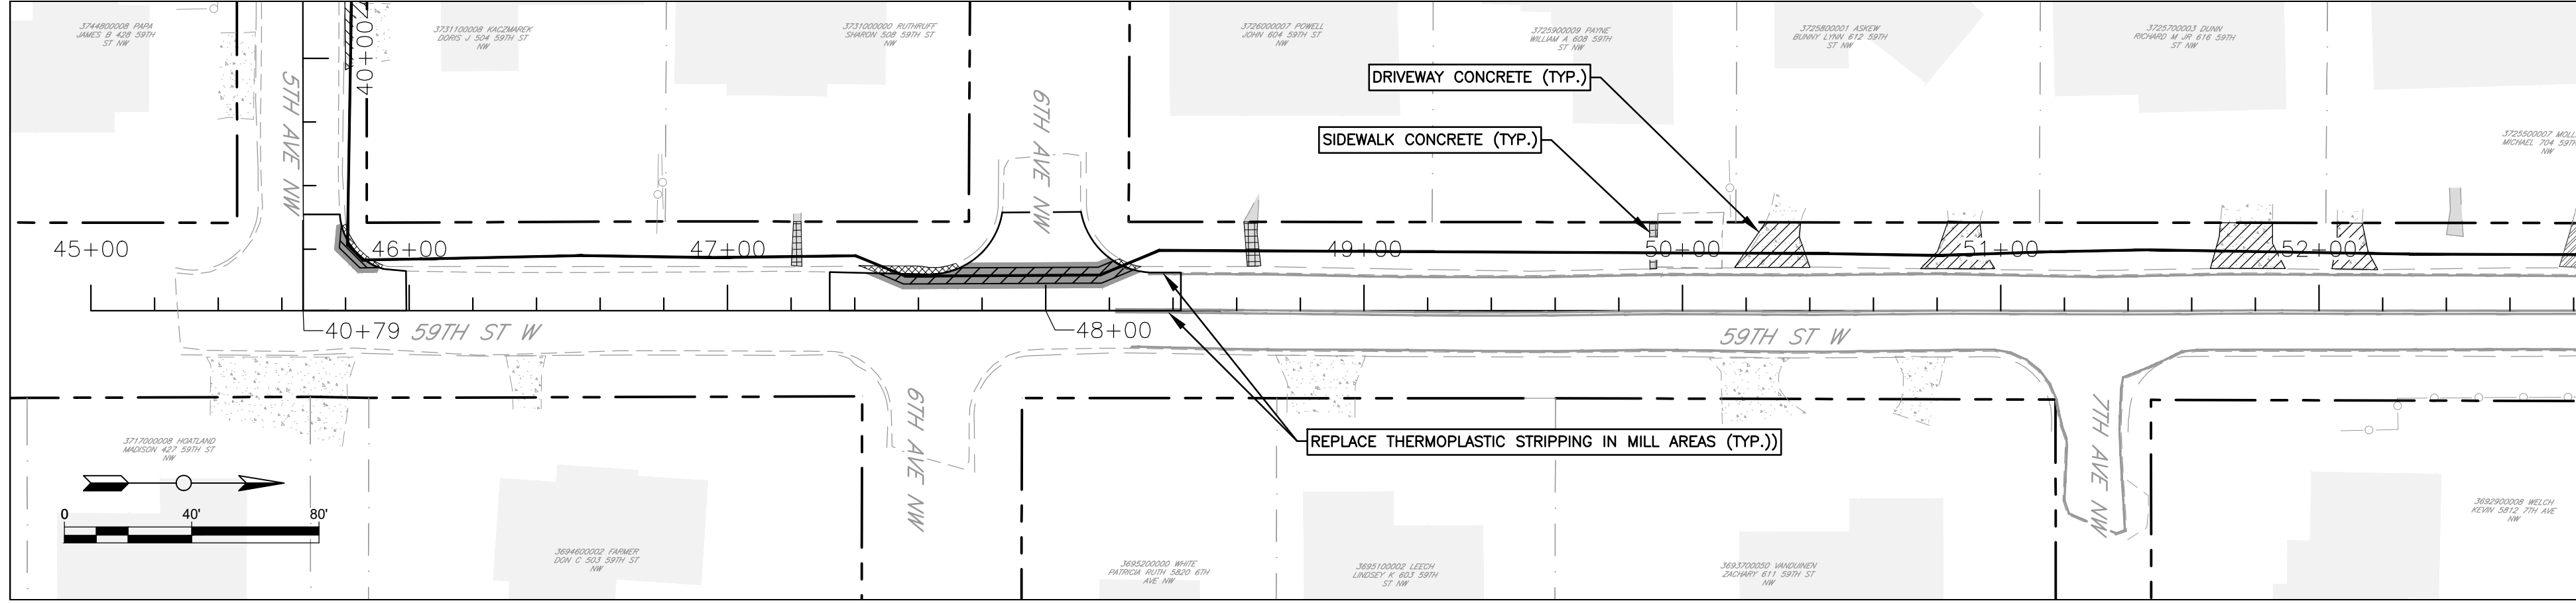 3744800008 PAPA
JAMES B 428 59TH
ST NW
40+00
3731100008 KACZMAREK
DORIS J 504 59TH ST
NW
3731000000 RUTHRUFF
SHARON 508 59TH ST
NW
3726000007 POWELL
JOHN 604 59TH ST
NW
3725900009 PAYNE
WILLIAM A 608 59TH
ST NW
3725800001 ASKEW
BUNNY LYNN 612 59TH
ST NW
3725700003 DUNN
RICHARD M JR 616 59TH
ST NW
3725500007 MOLL
MICHAEL 704 59TH
NW
5TH AVE NW
6TH AVE NW
DRIVEWAY CONCRETE (TYP.)
SIDEWALK CONCRETE (TYP.)
45+00
46+00
47+00
49+00
50+00
51+00
52+00
40+79
59TH ST W
48+00
59TH ST W
6TH AVE NW
7TH AVE NW
REPLACE THERMOPLASTIC STRIPPING IN MILL AREAS (TYP.))
3717000008 HOATLAND
MADISON 427 59TH ST
NW
0
40'
80'
3694600002 FARMER
DON C 503 59TH ST
NW
3695200000 WHITE
PATRICIA RUTH 5820 6TH
AVE NW
3695100002 LEECH
LINDSEY K 603 59TH
ST NW
3693700050 VANDUINEN
ZACHARY 611 59TH ST
NW
3692900008 WELCH
KEVIN 5812 7TH AVE
NW